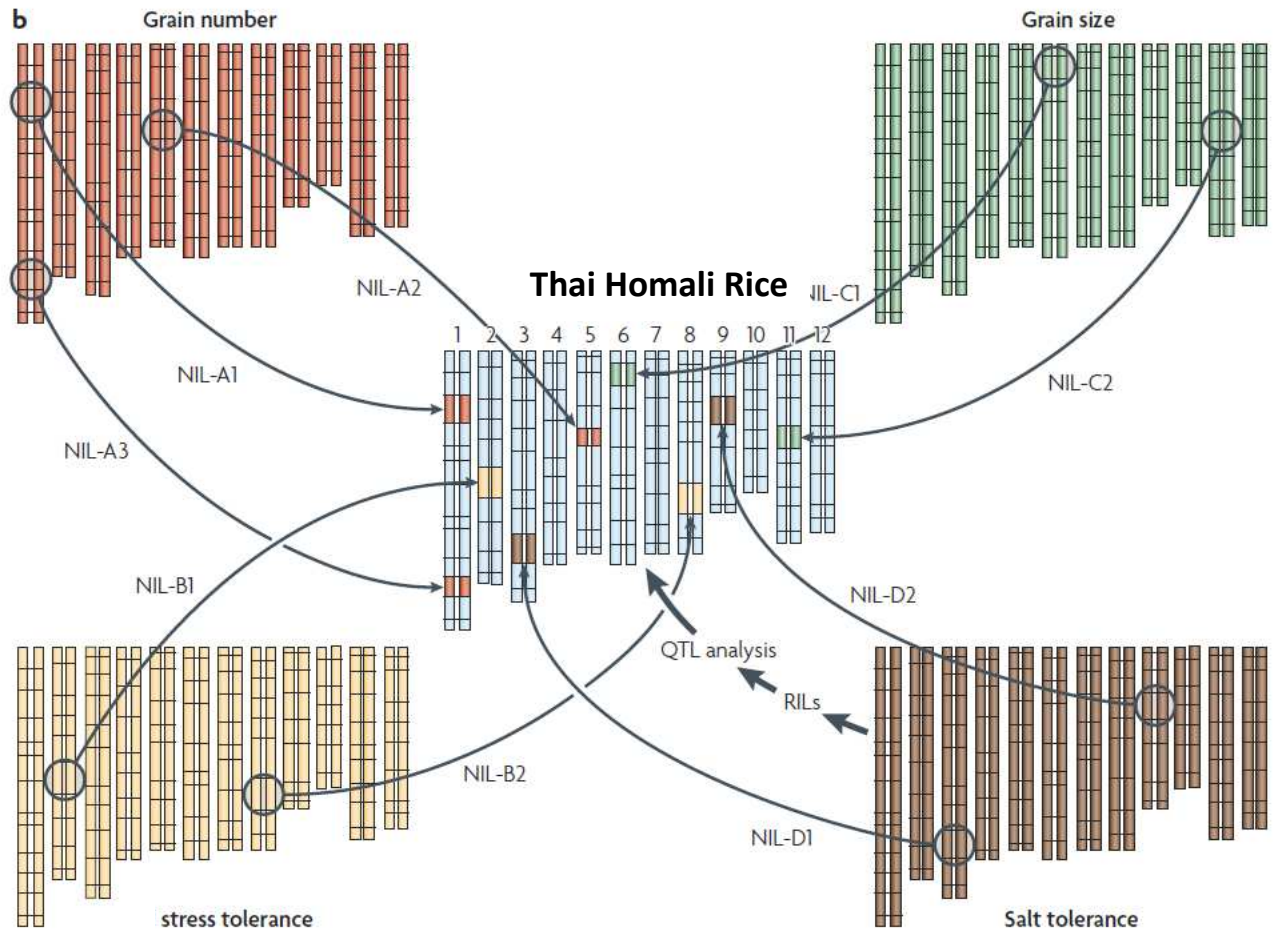 b
Grain number
Grain size
NIL-A2
Thai Homali Rice
NIL-C1
1 2 3 4 5 6 7 8 9 10 11 12
NIL-A1
NIL-C2
NIL-A3
NIL-B1
NIL-D2
QTL analysis
RILs
NIL-B2
NIL-D1
stress tolerance
Salt tolerance